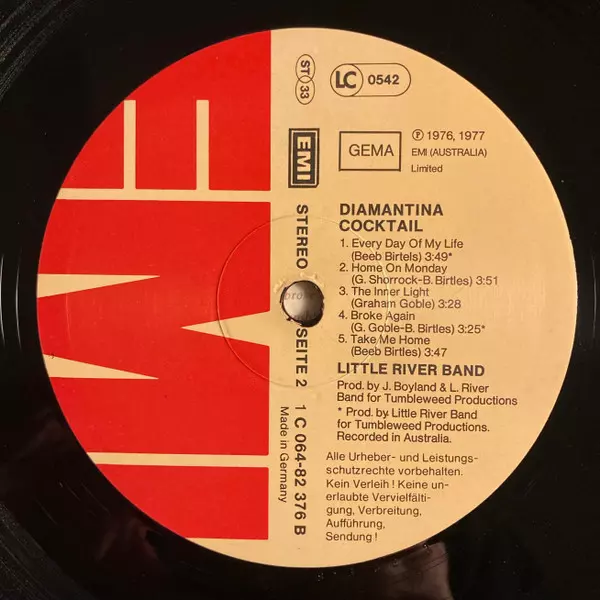 EMI
ST 33
LC 0542
EMI
GEMA
℗ 1976, 1977
EMI (AUSTRALIA)
Limited
STEREO
SEITE 2
1 C 064-82 376 B
Made in Germany
DIAMANTINA
COCKTAIL
1. Every Day Of My Life
(Beeb Birtels) 3:49*
2. Home On Monday
(G. Shorrock-B. Birtles) 3:51
3. The Inner Light
(Graham Goble) 3:28
4. Broke Again
(G. Goble-B. Birtles) 3:25*
5. Take Me Home
(Beeb Birtles) 3:47
LITTLE RIVER BAND
Prod. by J. Boyland & L. River
Band for Tumbleweed Productions
* Prod. by Little River Band
for Tumbleweed Productions.
Recorded in Australia.
Alle Urheber- und Leistungs-
schutzrechte vorbehalten.
Kein Verleih! Keine un-
erlaubte Vervielfälti-
gung, Verbreitung,
Aufführung,
Sendung!